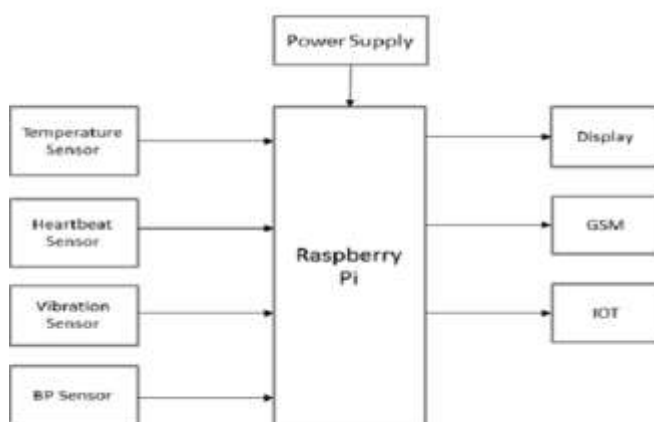 Power Supply
Temperature
Sensor
Heartbeat
Sensor
Vibration
Sensor
BP Sensor
Raspberry
Pi
Display
GSM
IOT